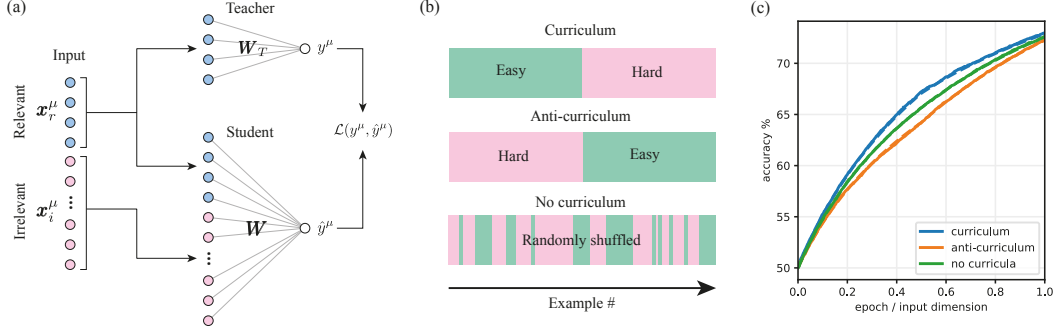 (a)
Teacher
Input
Relevant
x_r^μ
W_T
y^μ
Student
L(y^μ, ŷ^μ)
Irrelevant
x_i^μ
W
ŷ^μ
(b)
Curriculum
Easy
Hard
Anti-curriculum
Hard
Easy
No curriculum
Randomly shuffled
Example #
(c)
accuracy %
70
65
60
55
50
0.0
0.2
0.4
0.6
0.8
1.0
epoch / input dimension
curriculum
anti-curriculum
no curricula